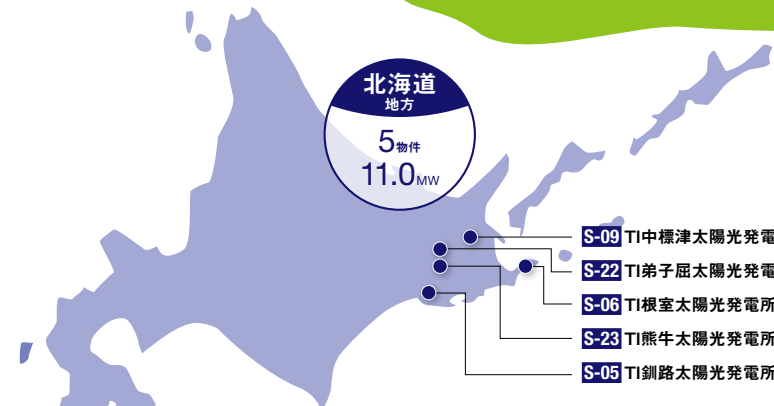 北海道
地方
5物件
11.0MW
S-09 TI中標津太陽光発電
S-22 TI弟子屈太陽光発電
S-06 TI根室太陽光発電所
S-23 TI熊牛太陽光発電所
S-05 TI釧路太陽光発電所